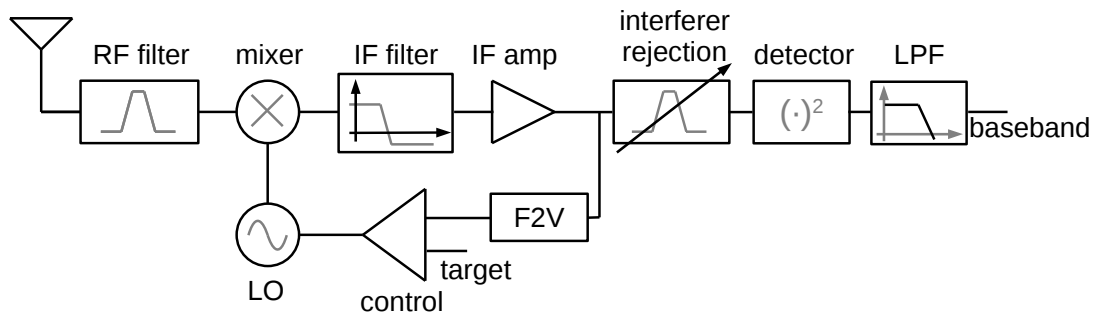 interferer
rejection
RF filter
mixer
IF filter
IF amp
detector
LPF
(·)²
baseband
F2V
target
LO
control